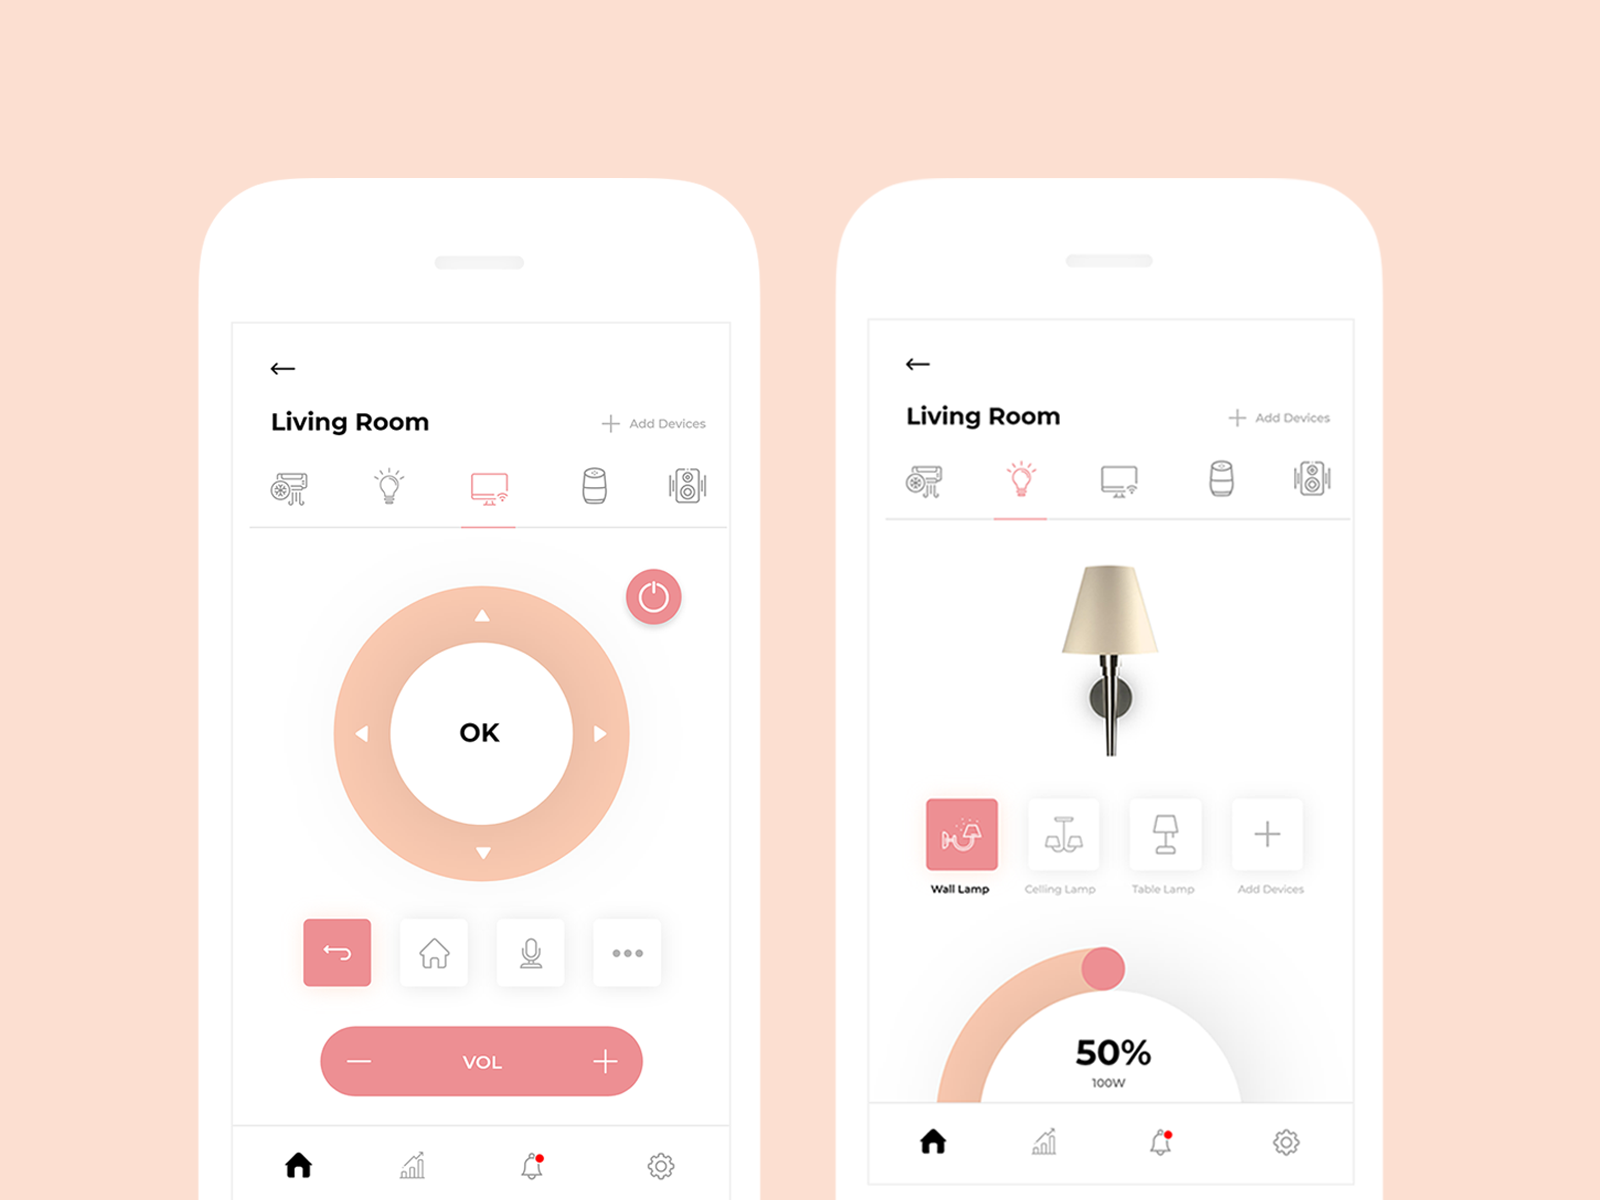 Living Room
Add Devices
OK
VOL
Living Room
Add Devices
Wall Lamp
Celling Lamp
Table Lamp
Add Devices
50%
100W